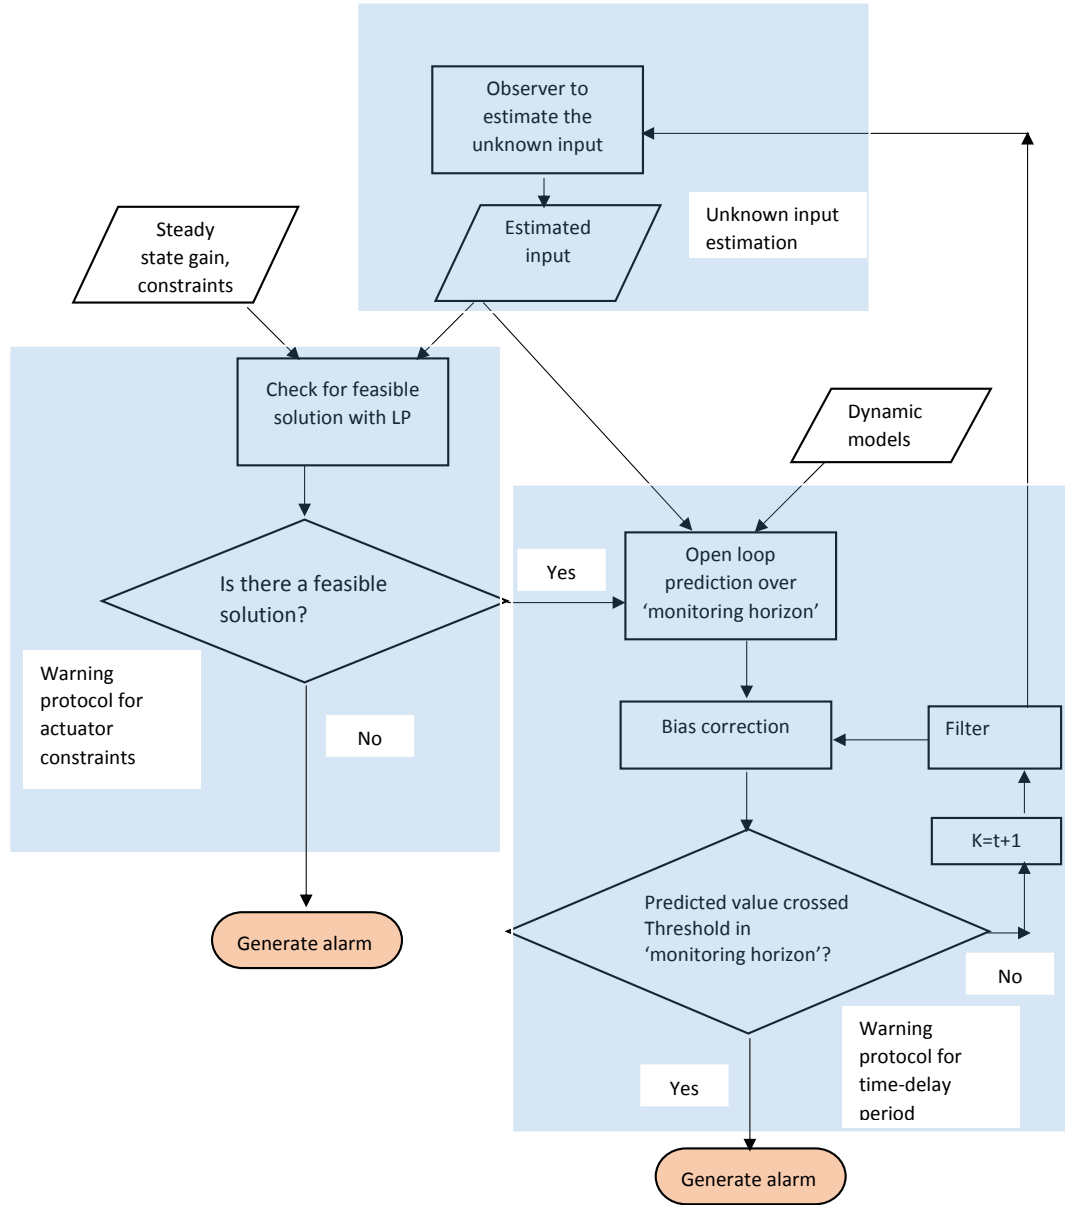 Observer to
estimate the
unknown input
Unknown input
estimation
Steady
state gain,
constraints
Estimated
input
Check for feasible
solution with LP
Dynamic
models
Is there a feasible
solution?
Yes
Open loop
prediction over
‘monitoring horizon’
Warning
protocol for
actuator
constraints
No
Bias correction
Filter
K=t+1
Predicted value crossed
Threshold in
‘monitoring horizon’?
Generate alarm
No
Warning
protocol for
time-delay
period
Yes
Generate alarm